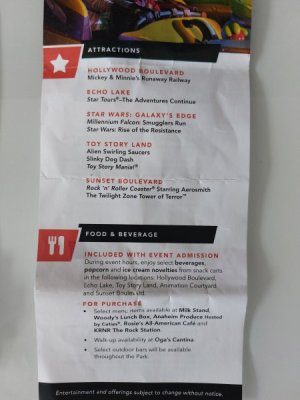 ATTRACTIONS
HOLLYWOOD BOULEVARD
Mickey & Minnie's Runaway Railway
ECHO LAKE
Star Tours®–The Adventures Continue
STAR WARS: GALAXY'S EDGE
Millennium Falcon: Smugglers Run
Star Wars: Rise of the Resistance
TOY STORY LAND
Alien Swirling Saucers
Slinky Dog Dash
Toy Story Mania!®
SUNSET BOULEVARD
Rock 'n' Roller Coaster® Starring Aerosmith
The Twilight Zone Tower of Terror™
FOOD & BEVERAGE
INCLUDED WITH EVENT ADMISSION
During event hours, enjoy select beverages,
popcorn and ice cream novelties from snack carts
in the following locations: Hollywood Boulevard,
Echo Lake, Toy Story Land, Animation Courtyard
and Sunset Boulevard.
FOR PURCHASE
• Select menu items available at Milk Stand,
Woody's Lunch Box, Anaheim Produce Hosted
by Cuties®, Rosie's All-American Café and
KRNR The Rock Station.
• Walk-up availability at Oga's Cantina.
• Select outdoor bars will be available
throughout the Park.
Entertainment and offerings subject to change without notice.